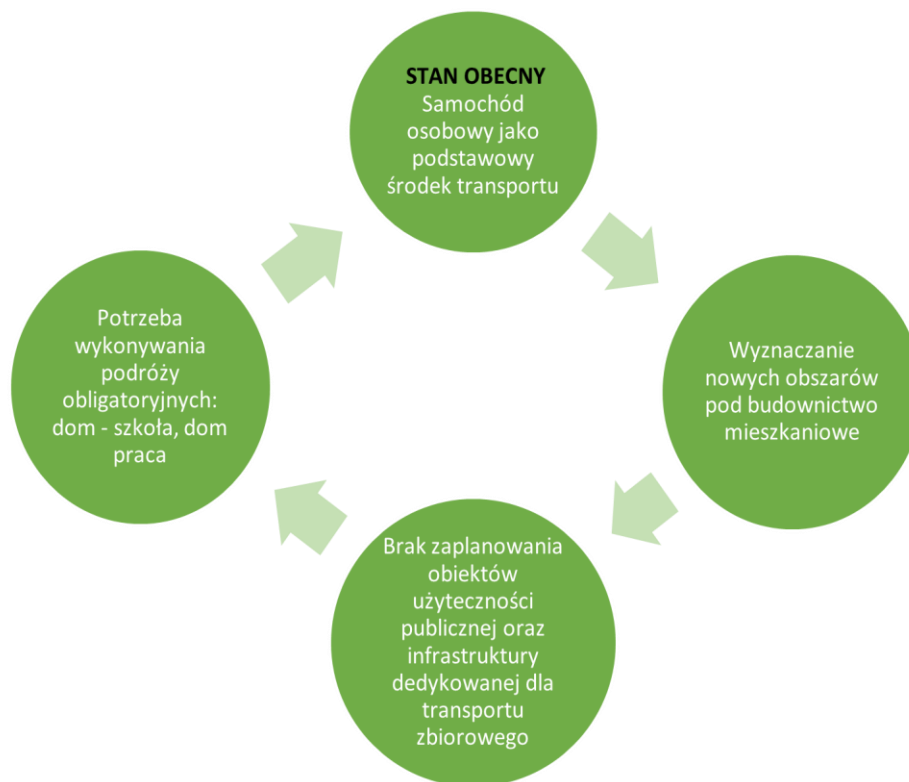 STAN OBECNY
Samochód
osobowy jako
podstawowy
środek transportu
Wyznaczanie
nowych obszarów
pod budownictwo
mieszkaniowe
Brak zaplanowania
obiektów
użyteczności
publicznej oraz
infrastruktury
dedykowanej dla
transportu
zbiorowego
Potrzeba
wykonywania
podróży
obligatoryjnych:
dom - szkoła, dom
praca